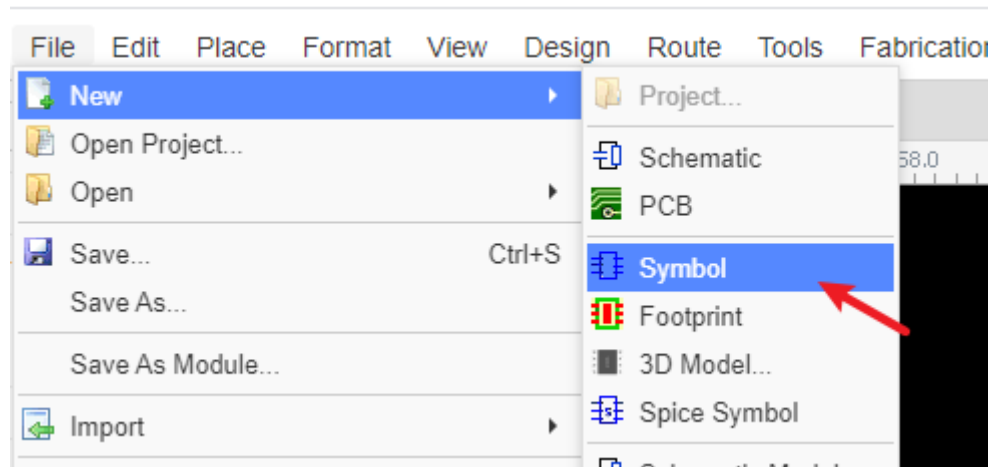 File Edit Place Format View Design Route Tools Fabrication
New
Project...
Open Project...
Schematic
58.0
Open
PCB
Save... Ctrl+S
Symbol
Save As...
Footprint
Save As Module...
3D Model...
Import
Spice Symbol